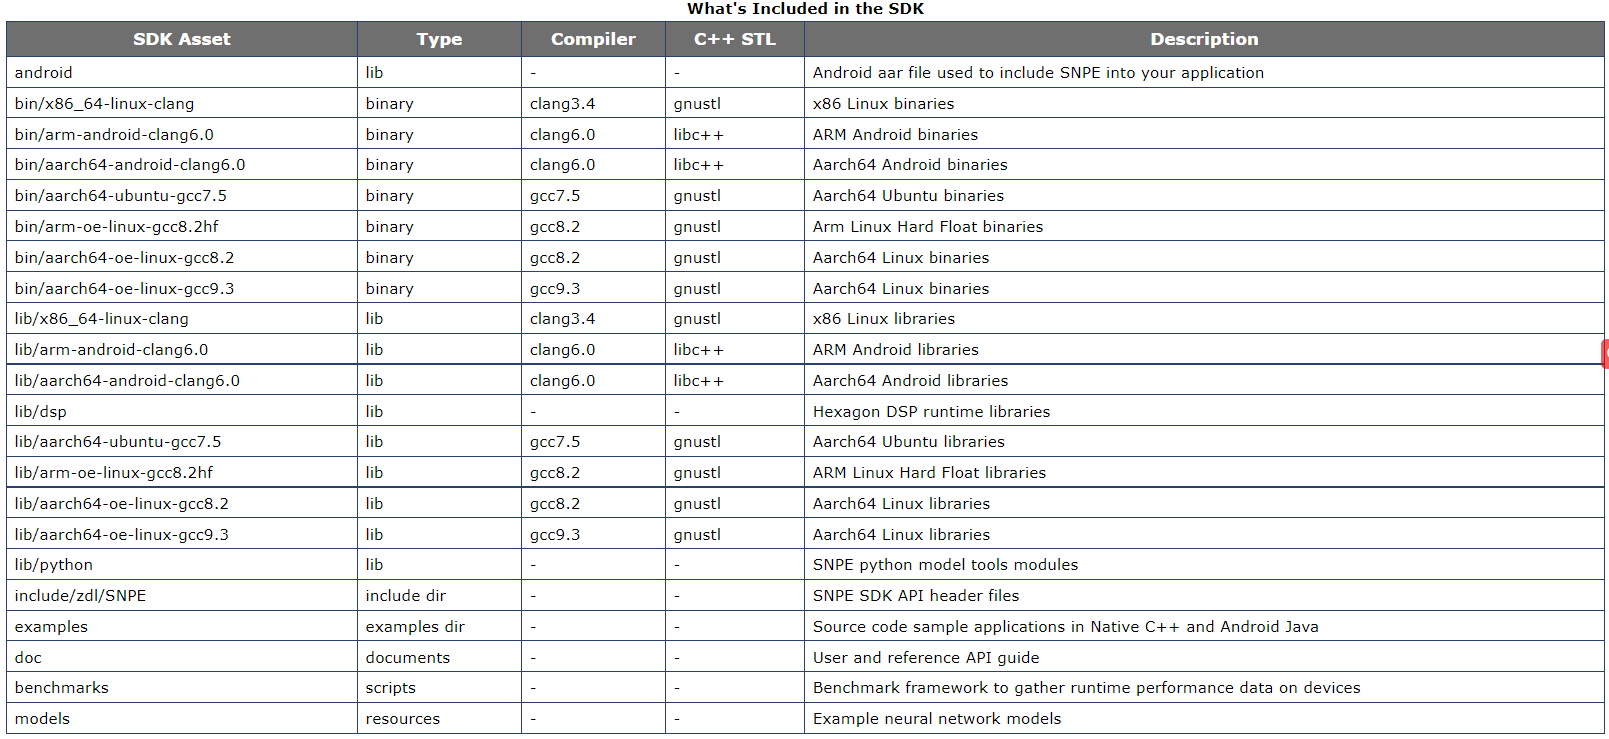 What's Included in the SDK
SDK Asset Type Compiler C++ STL Description
android lib - - Android aar file used to include SNPE into your application
bin/x86_64-linux-clang binary clang3.4 gnustl x86 Linux binaries
bin/arm-android-clang6.0 binary clang6.0 libc++ ARM Android binaries
bin/aarch64-android-clang6.0 binary clang6.0 libc++ Aarch64 Android binaries
bin/aarch64-ubuntu-gcc7.5 binary gcc7.5 gnustl Aarch64 Ubuntu binaries
bin/arm-oe-linux-gcc8.2hf binary gcc8.2 gnustl Arm Linux Hard Float binaries
bin/aarch64-oe-linux-gcc8.2 binary gcc8.2 gnustl Aarch64 Linux binaries
bin/aarch64-oe-linux-gcc9.3 binary gcc9.3 gnustl Aarch64 Linux binaries
lib/x86_64-linux-clang lib clang3.4 gnustl x86 Linux libraries
lib/arm-android-clang6.0 lib clang6.0 libc++ ARM Android libraries
lib/aarch64-android-clang6.0 lib clang6.0 libc++ Aarch64 Android libraries
lib/dsp lib - - Hexagon DSP runtime libraries
lib/aarch64-ubuntu-gcc7.5 lib gcc7.5 gnustl Aarch64 Ubuntu libraries
lib/arm-oe-linux-gcc8.2hf lib gcc8.2 gnustl ARM Linux Hard Float libraries
lib/aarch64-oe-linux-gcc8.2 lib gcc8.2 gnustl Aarch64 Linux libraries
lib/aarch64-oe-linux-gcc9.3 lib gcc9.3 gnustl Aarch64 Linux libraries
lib/python lib - - SNPE python model tools modules
include/zdl/SNPE include dir - - SNPE SDK API header files
examples examples dir - - Source code sample applications in Native C++ and Android Java
doc documents - - User and reference API guide
benchmarks scripts - - Benchmark framework to gather runtime performance data on devices
models resources - - Example neural network models